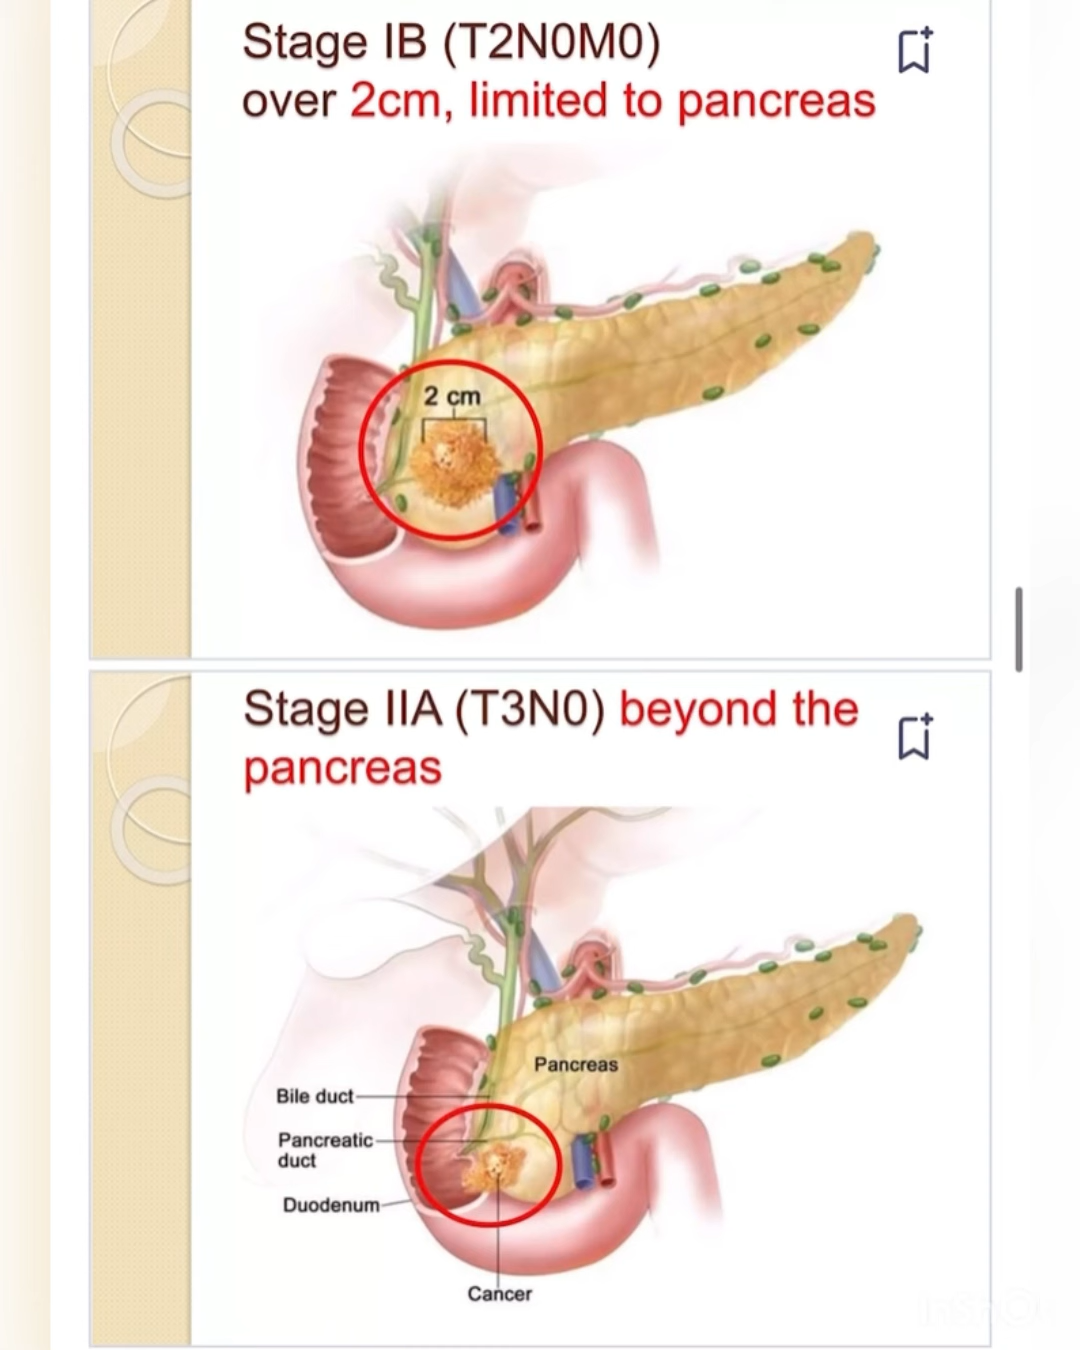 Stage IB (T2N0M0)
over 2cm, limited to pancreas
2 cm
Stage IIA (T3N0) beyond the
pancreas
Pancreas
Bile duct
Pancreatic
duct
Duodenum
Cancer